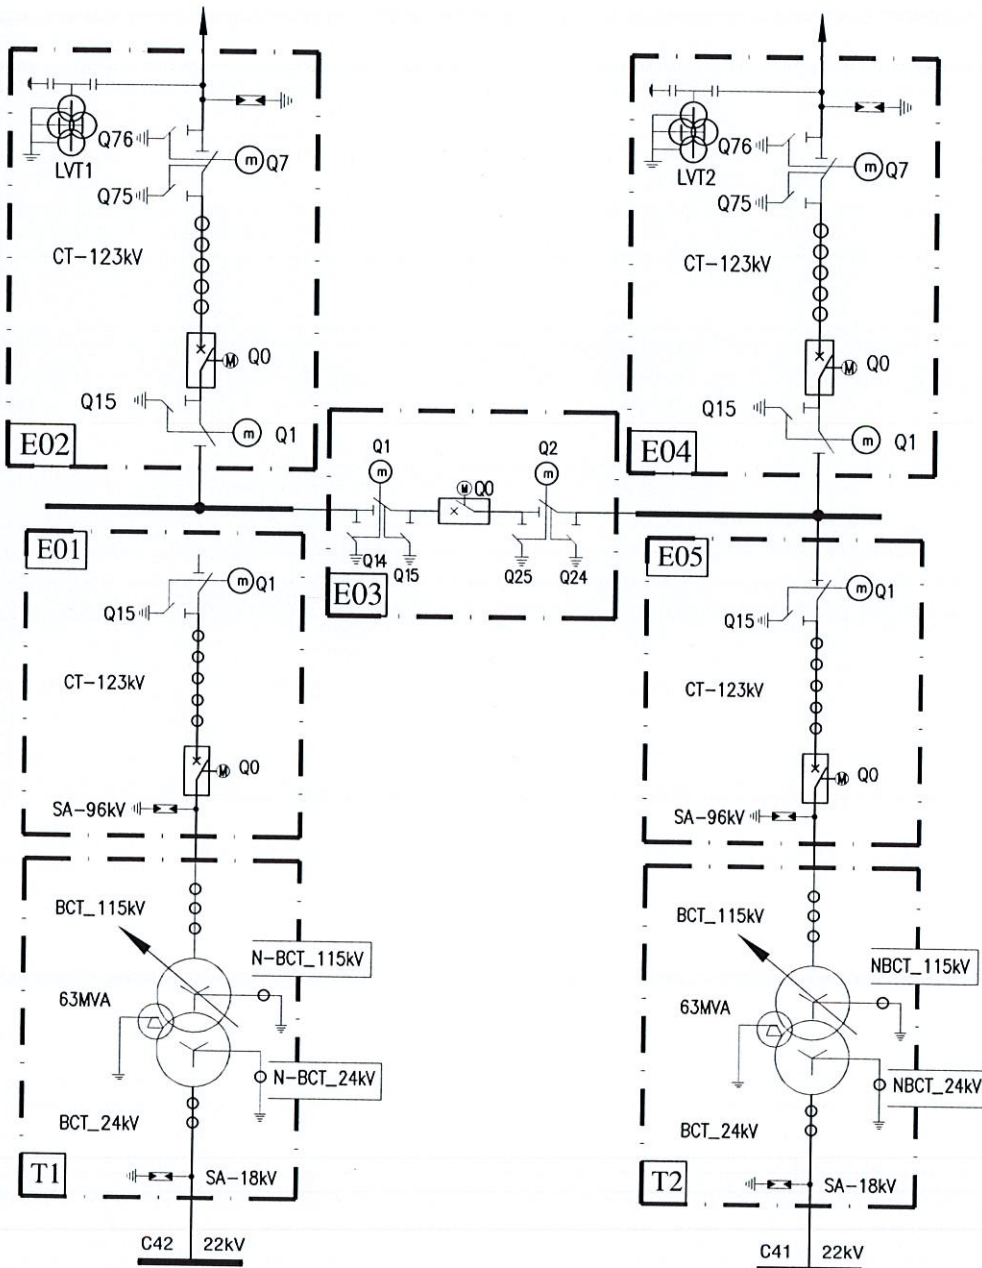 Q76
LVT1
m
Q7
Q75
CT-123kV
M
Q0
Q15
m
Q1
E02
Q76
LVT2
m
Q7
Q75
CT-123kV
M
Q0
Q15
m
Q1
E04
Q1
m
M
Q0
Q2
m
Q14
Q15
Q25
Q24
E03
E01
m
Q1
Q15
CT-123kV
M
Q0
SA-96kV
E05
m
Q1
Q15
CT-123kV
M
Q0
SA-96kV
BCT_115kV
N-BCT_115kV
63MVA
N-BCT_24kV
BCT_24kV
T1
SA-18kV
C42 22kV
BCT_115kV
NBCT_115kV
63MVA
NBCT_24kV
BCT_24kV
T2
SA-18kV
C41 22kV